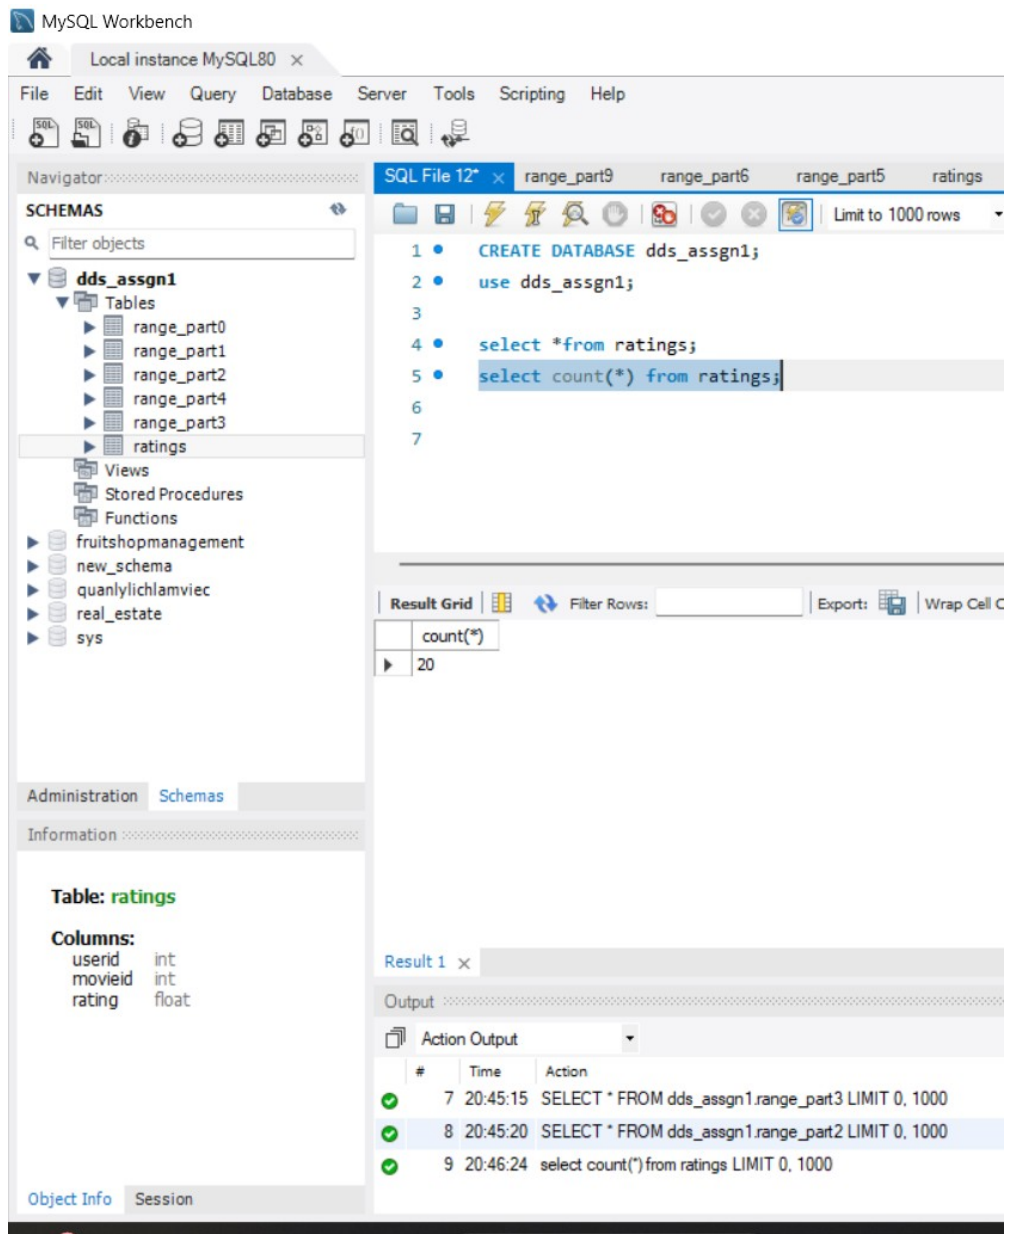 MySQL Workbench
Local instance MySQL80 ×
File Edit View Query Database Server Tools Scripting Help
Navigator
SCHEMAS
Filter objects
dds_assgn1
Tables
range_part0
range_part1
range_part2
range_part4
range_part3
ratings
Views
Stored Procedures
Functions
fruitshopmanagement
new_schema
quanlylichlamviec
real_estate
sys
Administration Schemas
Information
Table: ratings
Columns:
userid int
movieid int
rating float
Object Info Session
SQL File 12* × range_part9 range_part6 range_part5 ratings
Limit to 1000 rows
1 CREATE DATABASE dds_assgn1;
2 use dds_assgn1;
3
4 select *from ratings;
5 select count(*) from ratings;
6
7
Result Grid Filter Rows: Export: Wrap Cell C
count(*)
20
Result 1 ×
Output
Action Output
# Time Action
7 20:45:15 SELECT * FROM dds_assgn1.range_part3 LIMIT 0, 1000
8 20:45:20 SELECT * FROM dds_assgn1.range_part2 LIMIT 0, 1000
9 20:46:24 select count(*) from ratings LIMIT 0, 1000